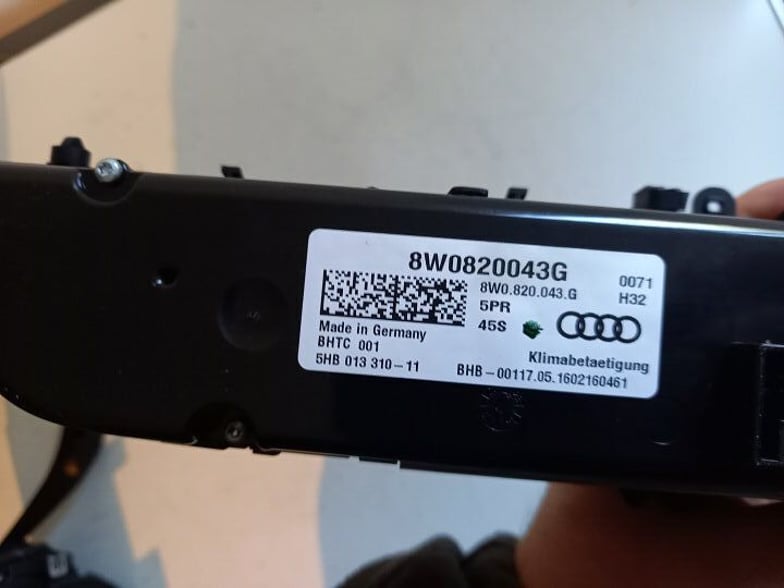 8W0820043G
8W0.820.043.G
0071
5PR
H32
45S
Made in Germany
BHTC 001
Klimabetaetigung
5HB 013 310-11
BHB-00117.05.1602160461